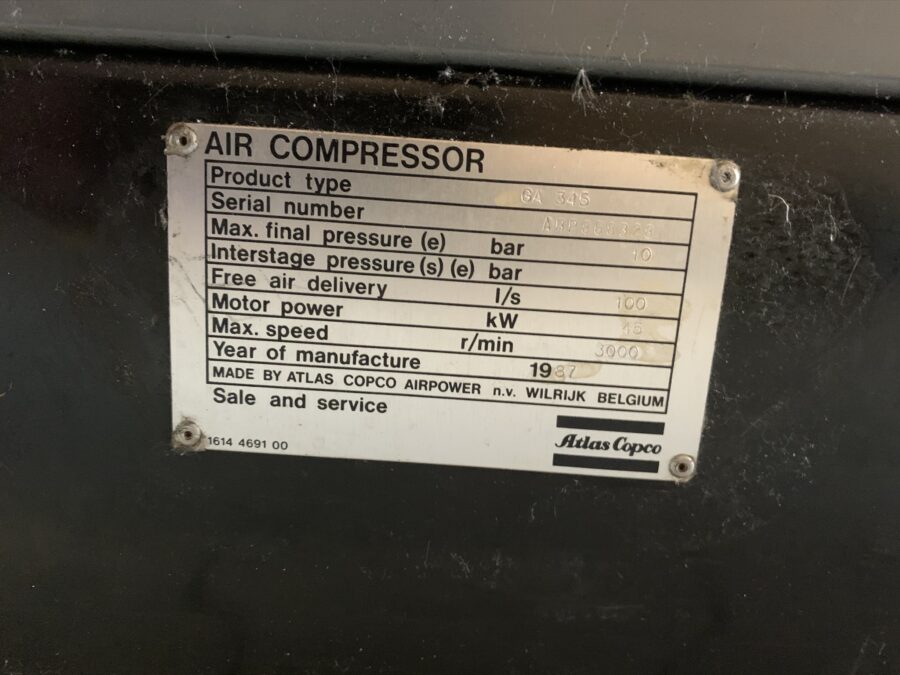 AIR COMPRESSOR
Product type GA 345
Serial number
Max. final pressure (e) bar 10
Interstage pressure (s) (e) bar
Free air delivery l/s 100
Motor power kW 45
Max. speed r/min 3000
Year of manufacture 1987
MADE BY ATLAS COPCO AIRPOWER n.v. WILRIJK BELGIUM
Sale and service
Atlas Copco
1614 4691 00